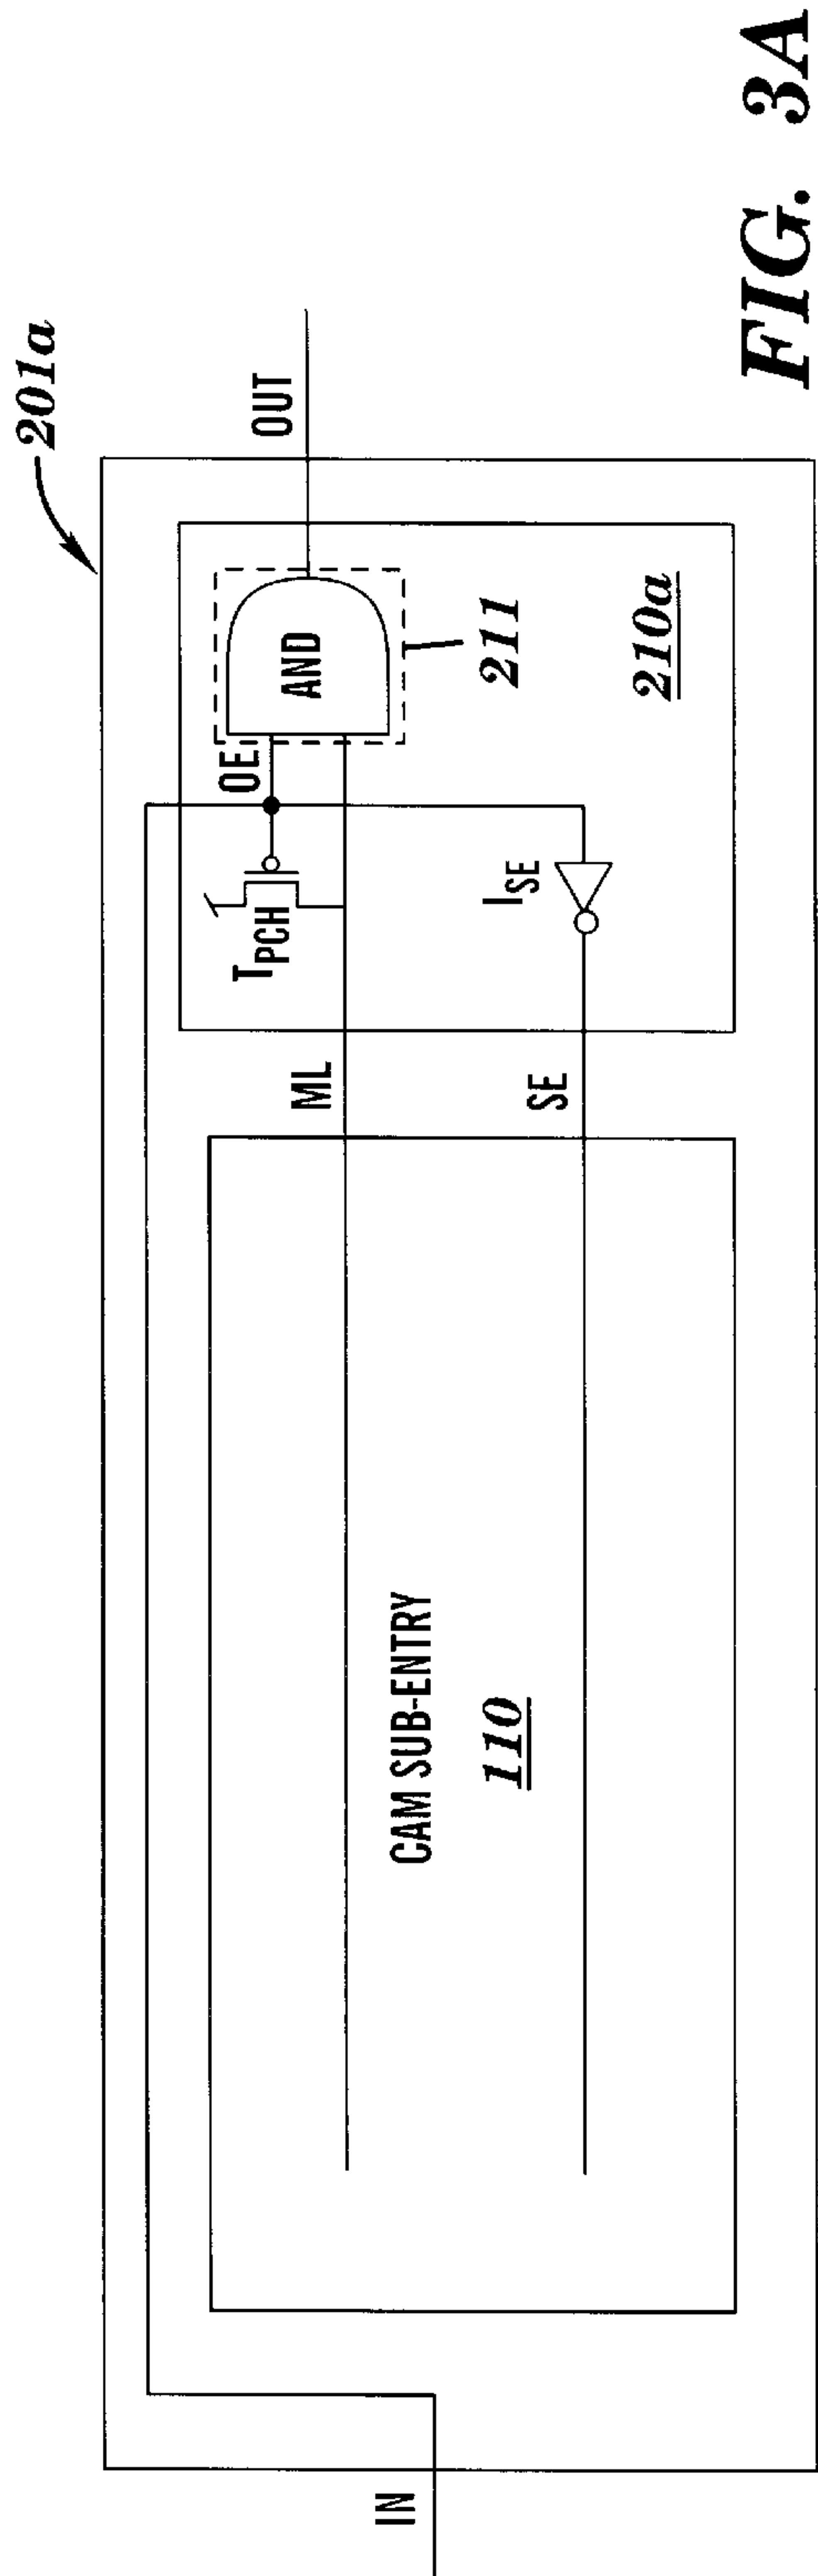 201a
IN
CAM SUB-ENTRY
110
ML
SE
TPCH
OE
AND
211
ISE
210a
OUT
FIG. 3A